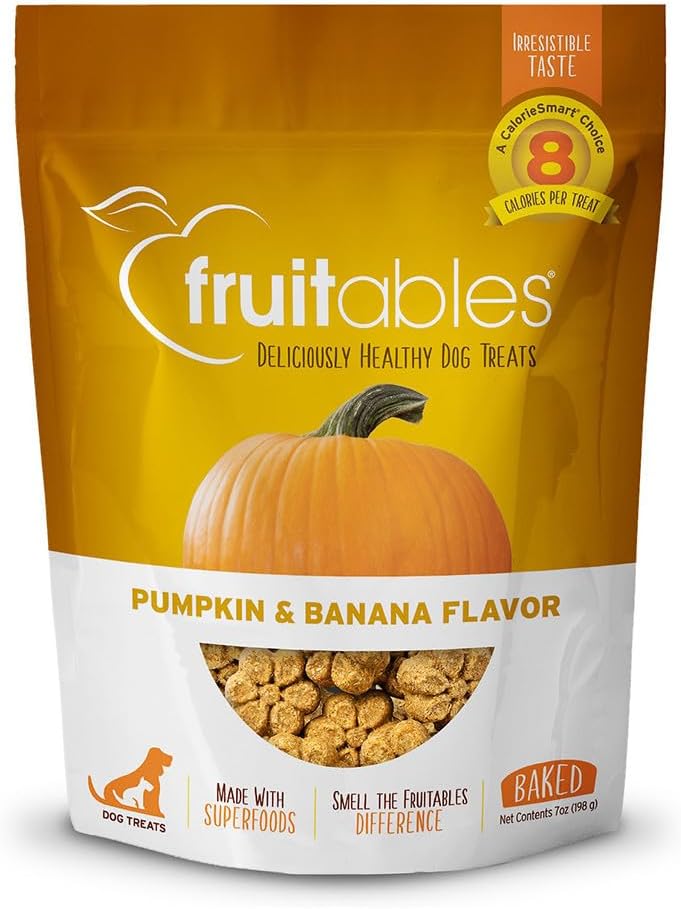 IRRESISTIBLE
TASTE
A CalorieSmart® Choice
8
CALORIES PER TREAT
fruitables®
DELICIOUSLY HEALTHY DOG TREATS
PUMPKIN & BANANA FLAVOR
DOG TREATS
MADE WITH
SUPERFOODS
SMELL THE FRUITABLES
DIFFERENCE
BAKED
Net Contents 7oz (198 g)